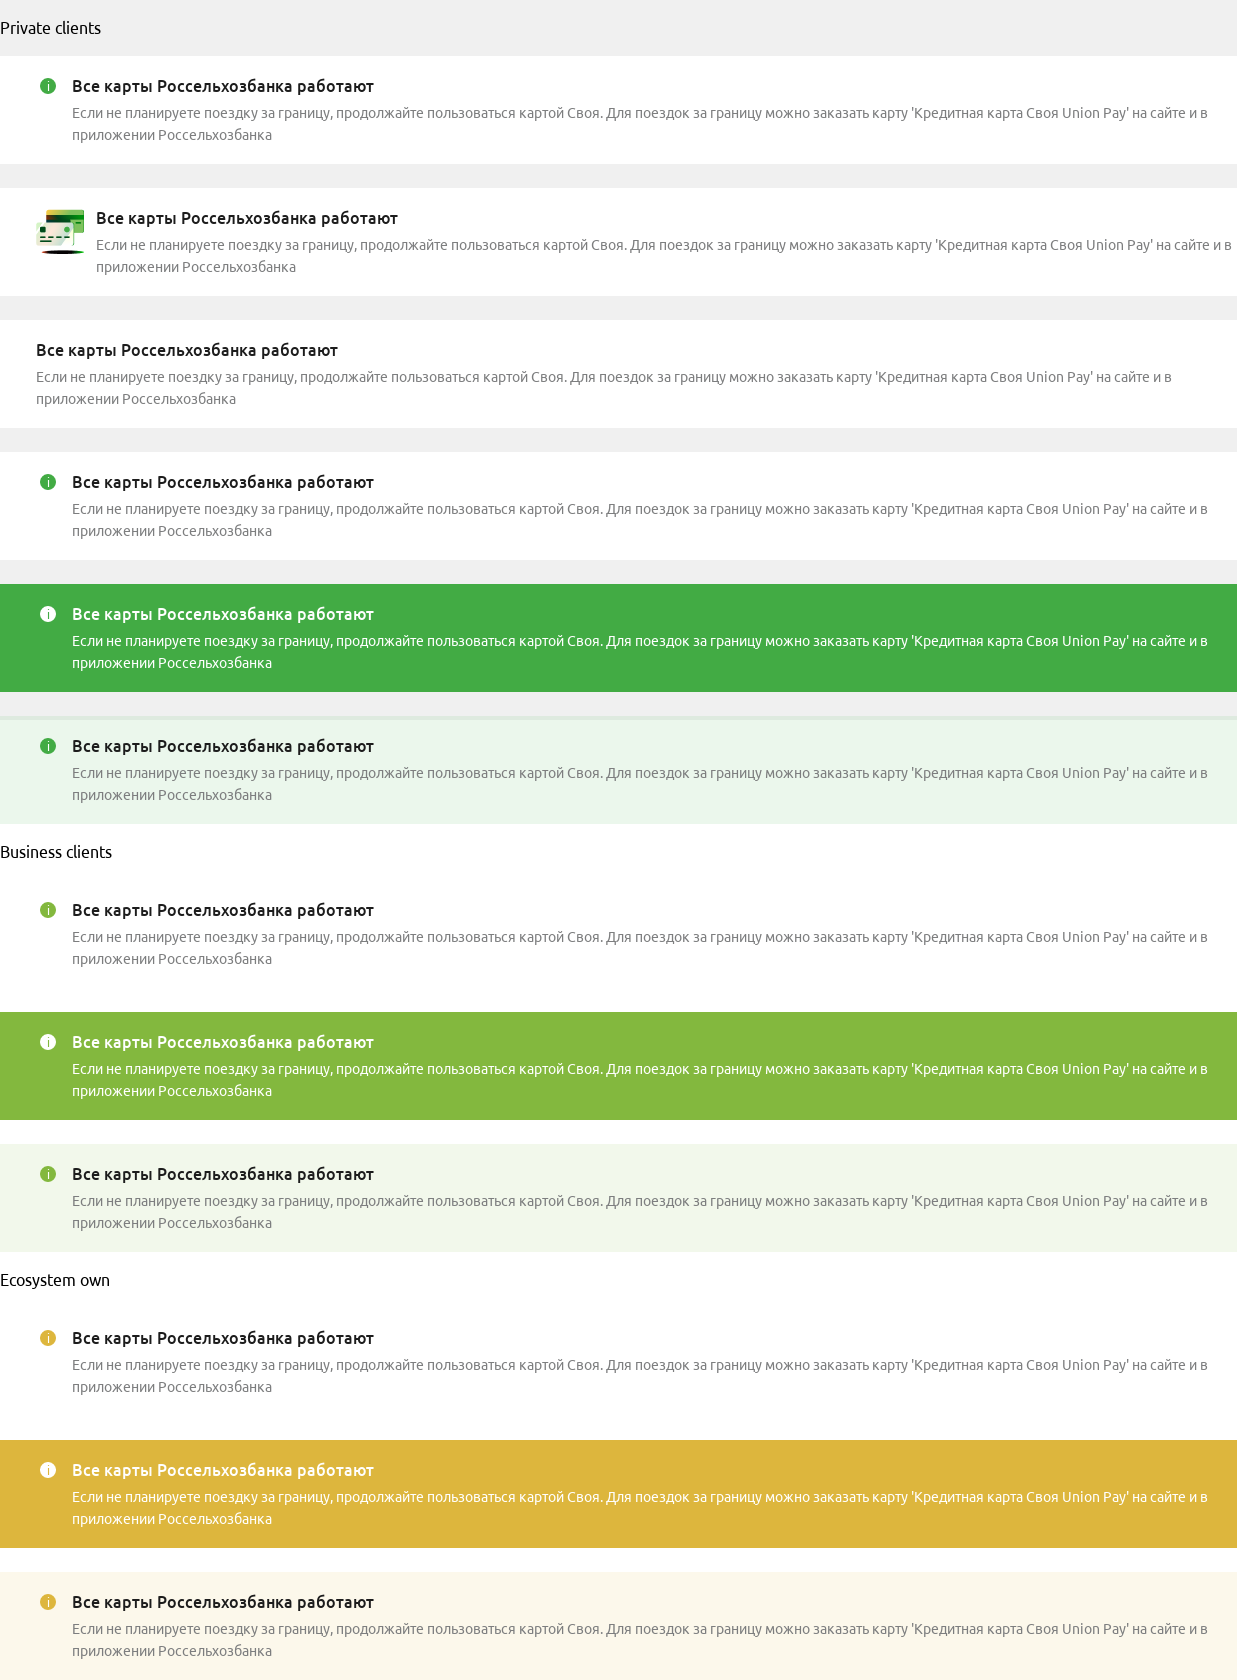 Private clients
Все карты Россельхозбанка работают
Если не планируете поездку за границу, продолжайте пользоваться картой Своя. Для поездок за границу можно заказать карту 'Кредитная карта Своя Union Pay' на сайте и в
приложении Россельхозбанка
Все карты Россельхозбанка работают
Если не планируете поездку за границу, продолжайте пользоваться картой Своя. Для поездок за границу можно заказать карту 'Кредитная карта Своя Union Pay' на сайте и в
приложении Россельхозбанка
Все карты Россельхозбанка работают
Если не планируете поездку за границу, продолжайте пользоваться картой Своя. Для поездок за границу можно заказать карту 'Кредитная карта Своя Union Pay' на сайте и в
приложении Россельхозбанка
Все карты Россельхозбанка работают
Если не планируете поездку за границу, продолжайте пользоваться картой Своя. Для поездок за границу можно заказать карту 'Кредитная карта Своя Union Pay' на сайте и в
приложении Россельхозбанка
Все карты Россельхозбанка работают
Если не планируете поездку за границу, продолжайте пользоваться картой Своя. Для поездок за границу можно заказать карту 'Кредитная карта Своя Union Pay' на сайте и в
приложении Россельхозбанка
Все карты Россельхозбанка работают
Если не планируете поездку за границу, продолжайте пользоваться картой Своя. Для поездок за границу можно заказать карту 'Кредитная карта Своя Union Pay' на сайте и в
приложении Россельхозбанка
Business clients
Все карты Россельхозбанка работают
Если не планируете поездку за границу, продолжайте пользоваться картой Своя. Для поездок за границу можно заказать карту 'Кредитная карта Своя Union Pay' на сайте и в
приложении Россельхозбанка
Все карты Россельхозбанка работают
Если не планируете поездку за границу, продолжайте пользоваться картой Своя. Для поездок за границу можно заказать карту 'Кредитная карта Своя Union Pay' на сайте и в
приложении Россельхозбанка
Все карты Россельхозбанка работают
Если не планируете поездку за границу, продолжайте пользоваться картой Своя. Для поездок за границу можно заказать карту 'Кредитная карта Своя Union Pay' на сайте и в
приложении Россельхозбанка
Ecosystem own
Все карты Россельхозбанка работают
Если не планируете поездку за границу, продолжайте пользоваться картой Своя. Для поездок за границу можно заказать карту 'Кредитная карта Своя Union Pay' на сайте и в
приложении Россельхозбанка
Все карты Россельхозбанка работают
Если не планируете поездку за границу, продолжайте пользоваться картой Своя. Для поездок за границу можно заказать карту 'Кредитная карта Своя Union Pay' на сайте и в
приложении Россельхозбанка
Все карты Россельхозбанка работают
Если не планируете поездку за границу, продолжайте пользоваться картой Своя. Для поездок за границу можно заказать карту 'Кредитная карта Своя Union Pay' на сайте и в
приложении Россельхозбанка